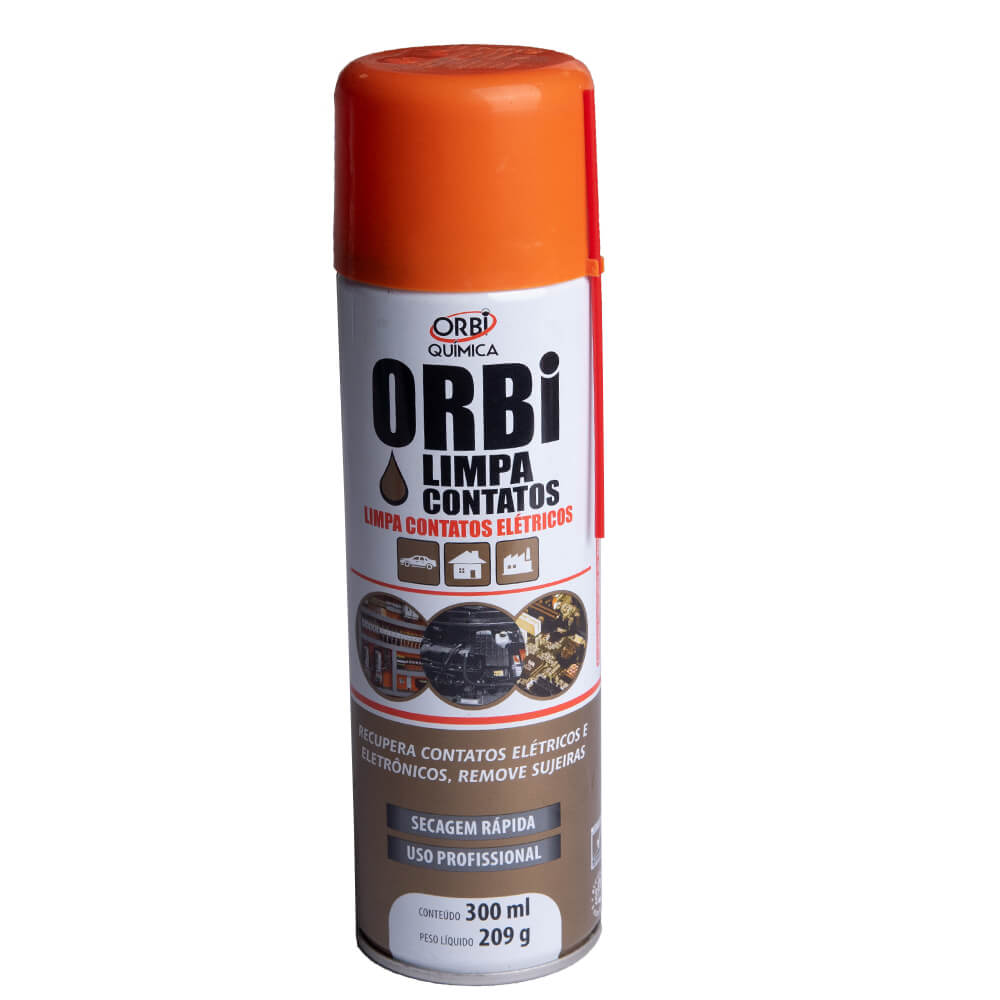 ORBi
QUÍMICA
ORBi
LIMPA
CONTATOS
LIMPA CONTATOS ELÉTRICOS
RECUPERA CONTATOS ELÉTRICOS E
ELETRÔNICOS, REMOVE SUJEIRAS
SECAGEM RÁPIDA
USO PROFISSIONAL
CONTEÚDO 300 ml
PESO LÍQUIDO 209 g